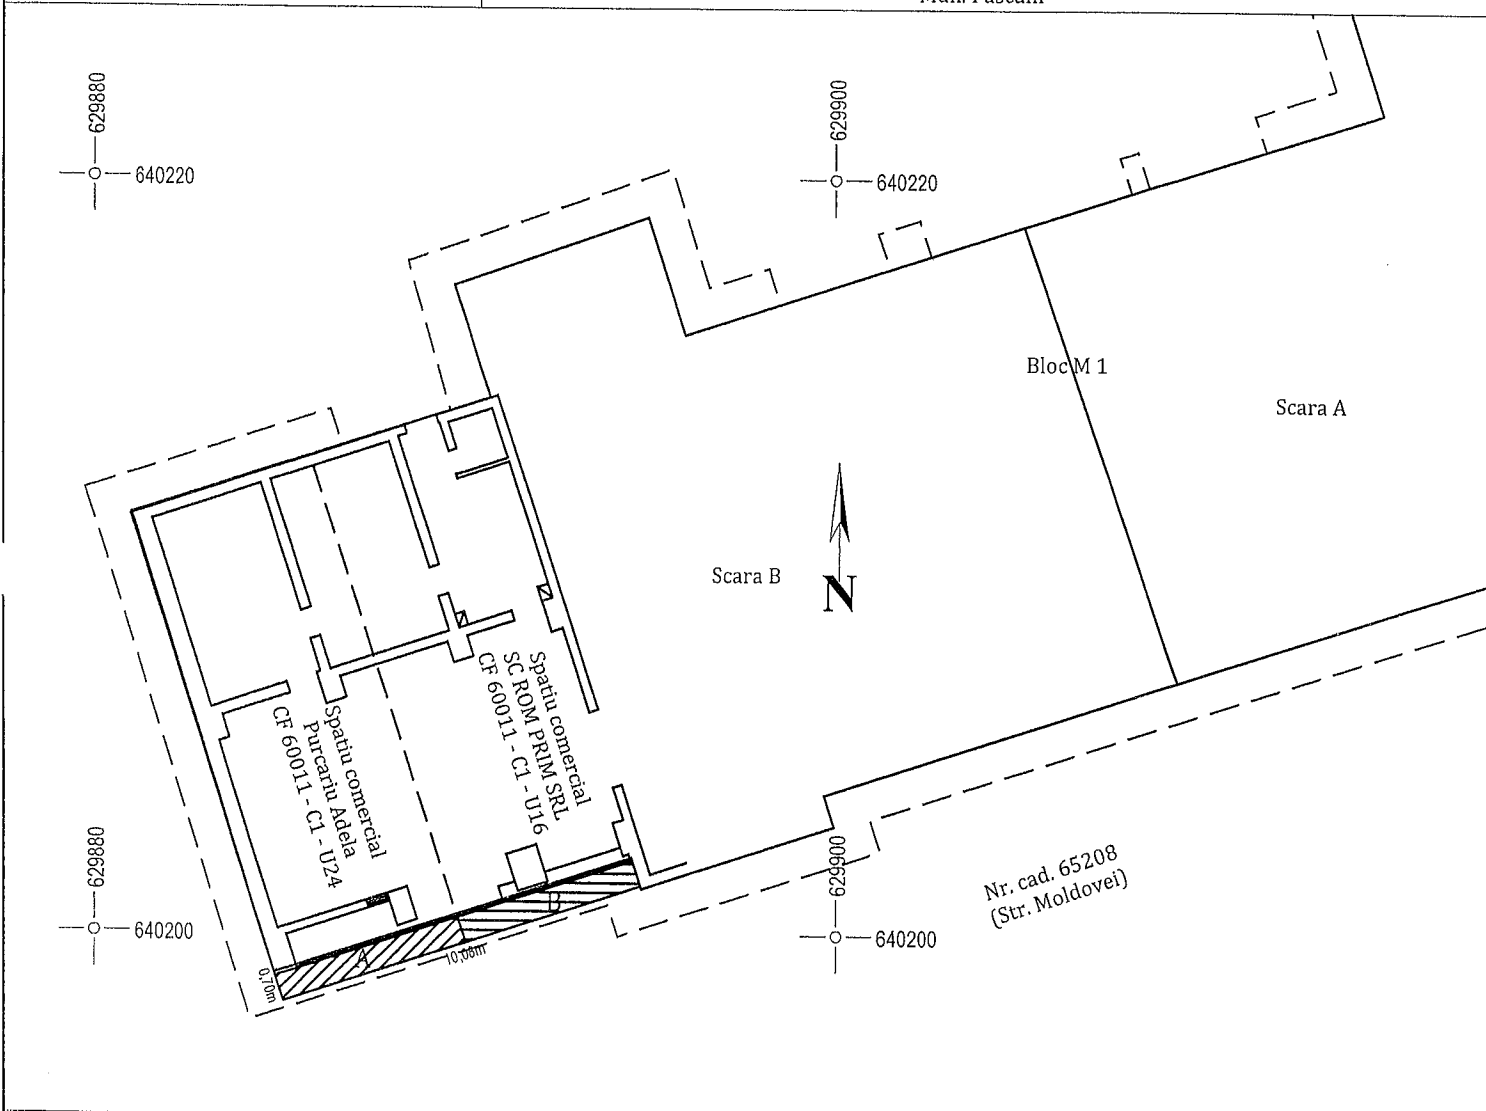 629880
640220
629900
640220
Bloc M 1
Scara A
Scara B
N
Spatiu comercial
SC ROM PRIM SRL
CF 60011 - C1 - U16
Spatiu comercial
Purcariu Adela
CF 60011 - C1 - U24
629880
640200
629900
640200
Nr. cad. 65208
(Str. Moldovei)
B
A
10,08m
0,70m